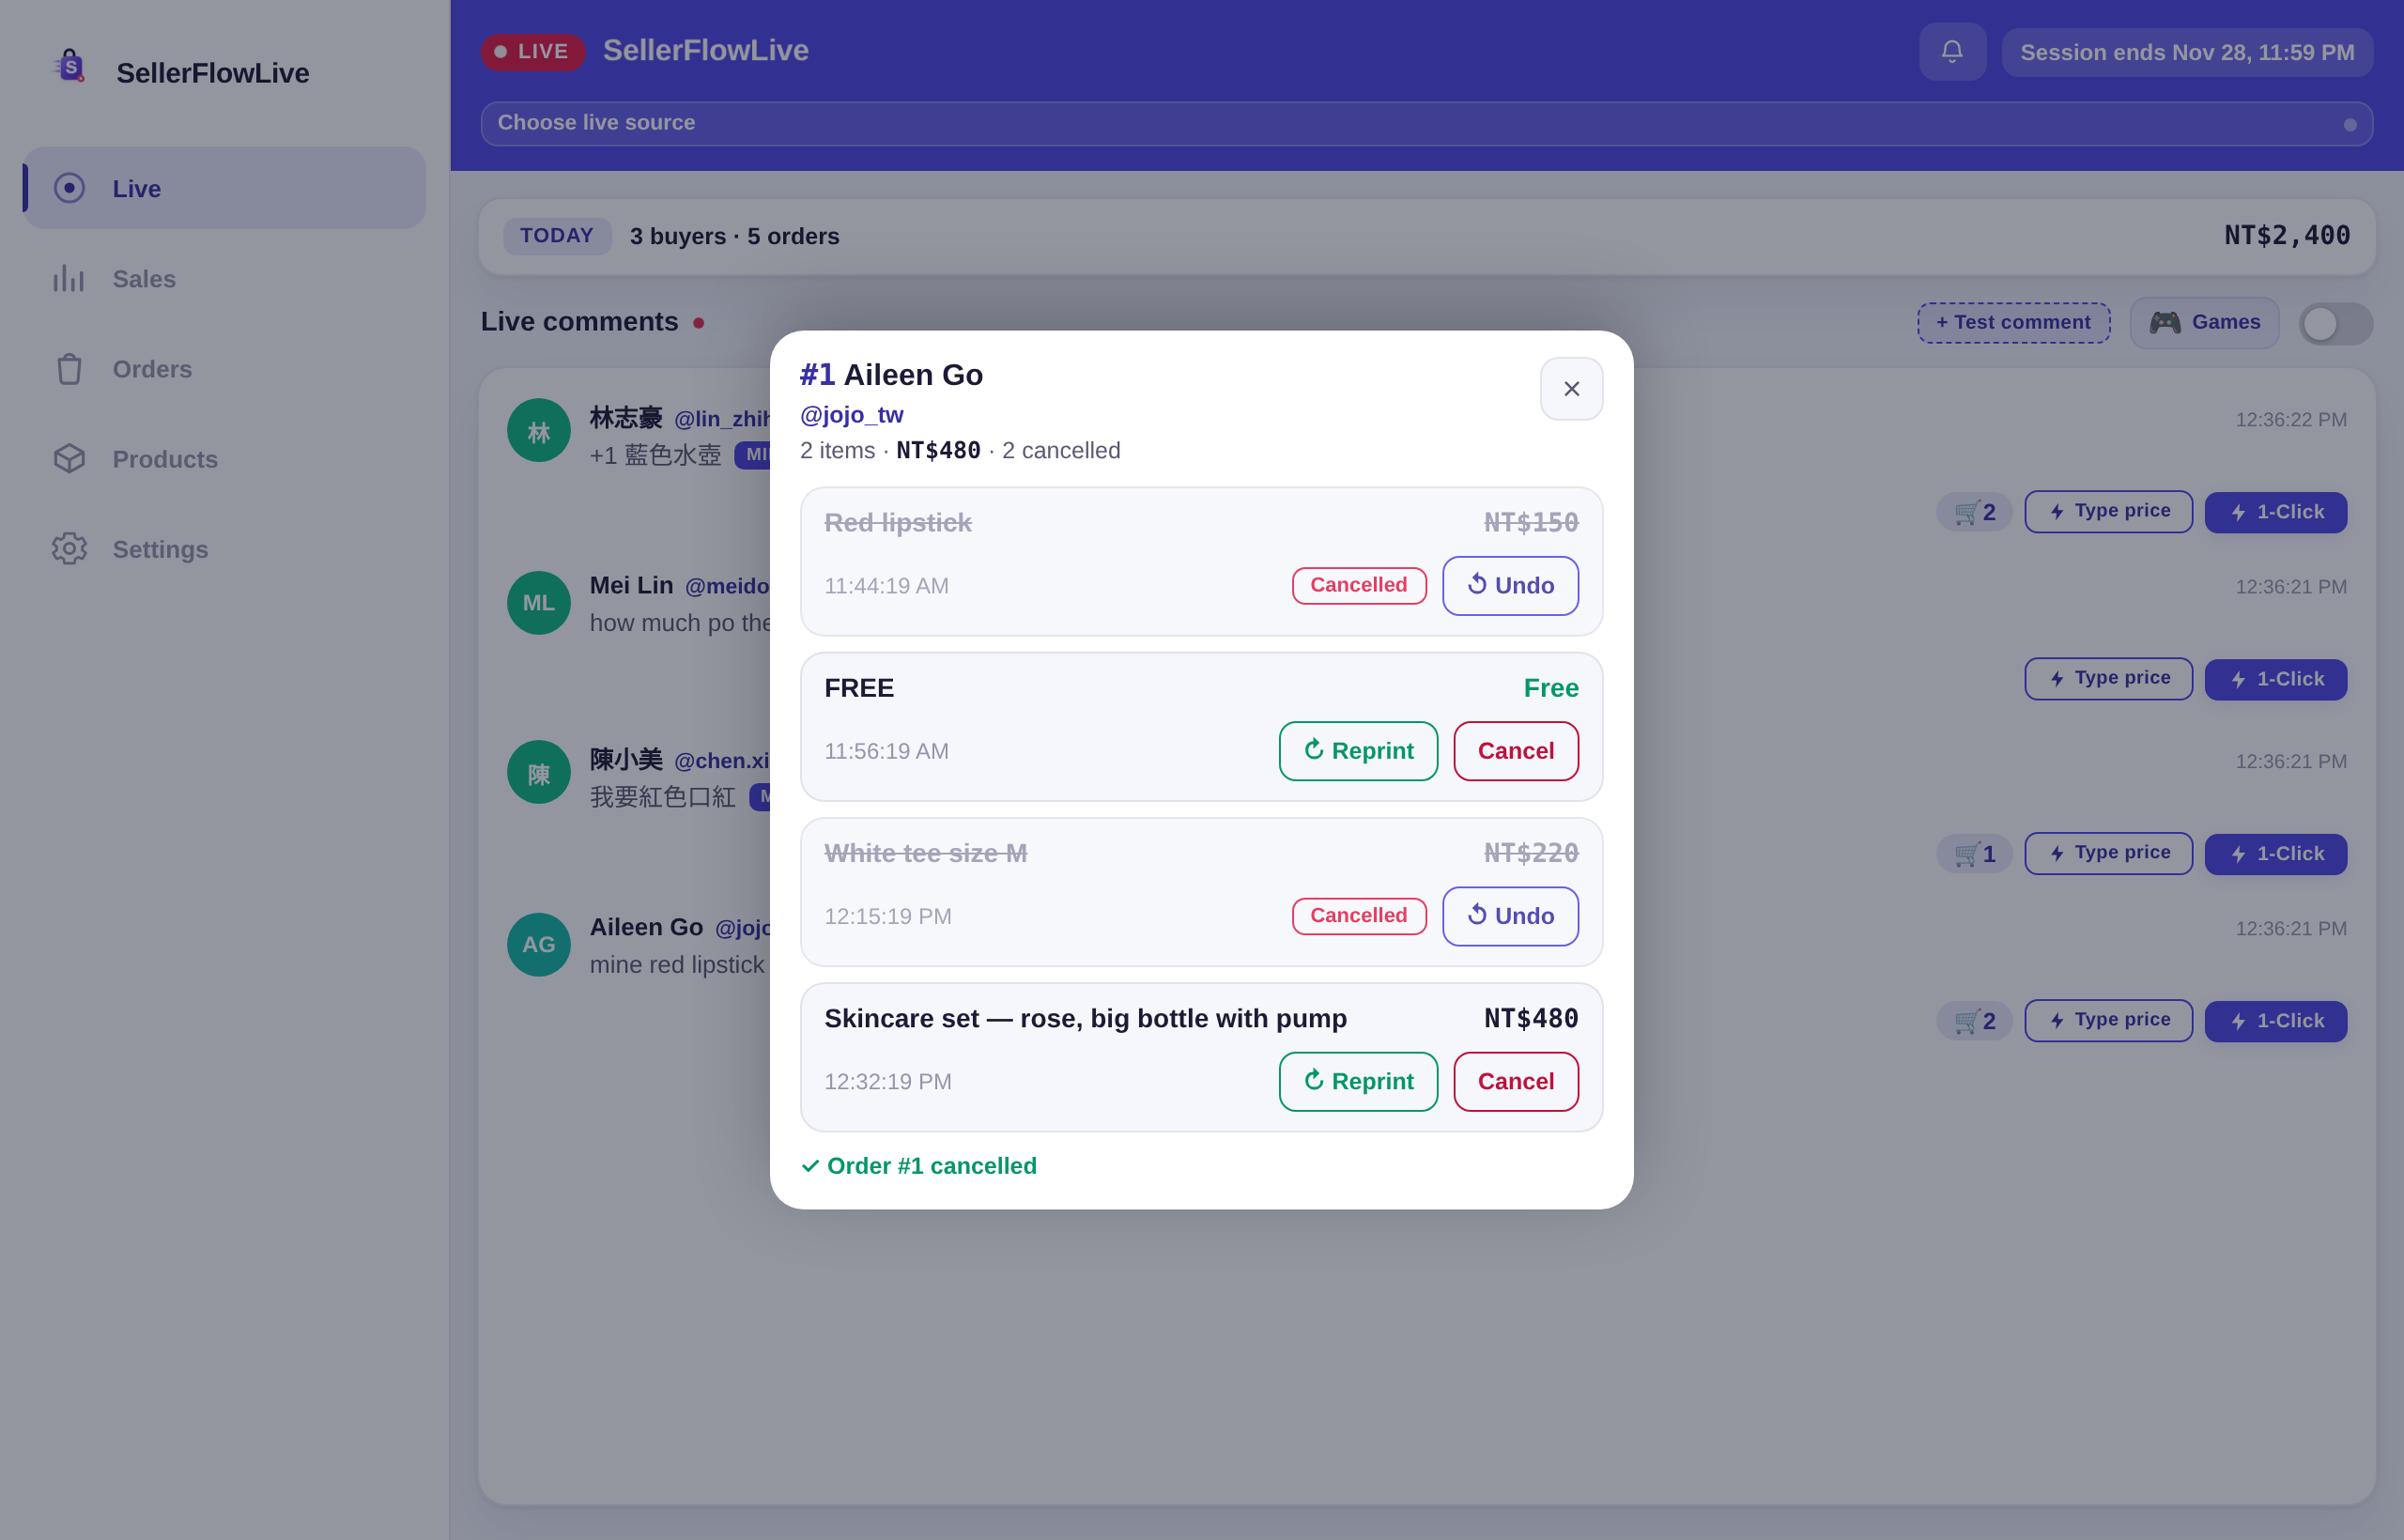 SellerFlowLive
Live
Sales
Orders
Products
Settings
LIVE SellerFlowLive
Session ends Nov 28, 11:59 PM
Choose live source
TODAY 3 buyers · 5 orders NT$2,400
Live comments
+ Test comment 🎮 Games
林 林志豪 12:36:22 PM
+1 藍色水壺
🛒2 Type price 1-Click
ML Mei Lin 12:36:21 PM
how much po
Type price 1-Click
陳 陳小美 12:36:21 PM
我要紅色口紅
🛒1 Type price 1-Click
AG Aileen Go 12:36:21 PM
mine red lipstick
🛒2 Type price 1-Click
#1 Aileen Go
@jojo_tw
2 items · NT$480 · 2 cancelled
Red lipstick NT$150
11:44:19 AM Cancelled Undo
FREE Free
11:56:19 AM Reprint Cancel
White tee size M NT$220
12:15:19 PM Cancelled Undo
Skincare set — rose, big bottle with pump NT$480
12:32:19 PM Reprint Cancel
✓ Order #1 cancelled